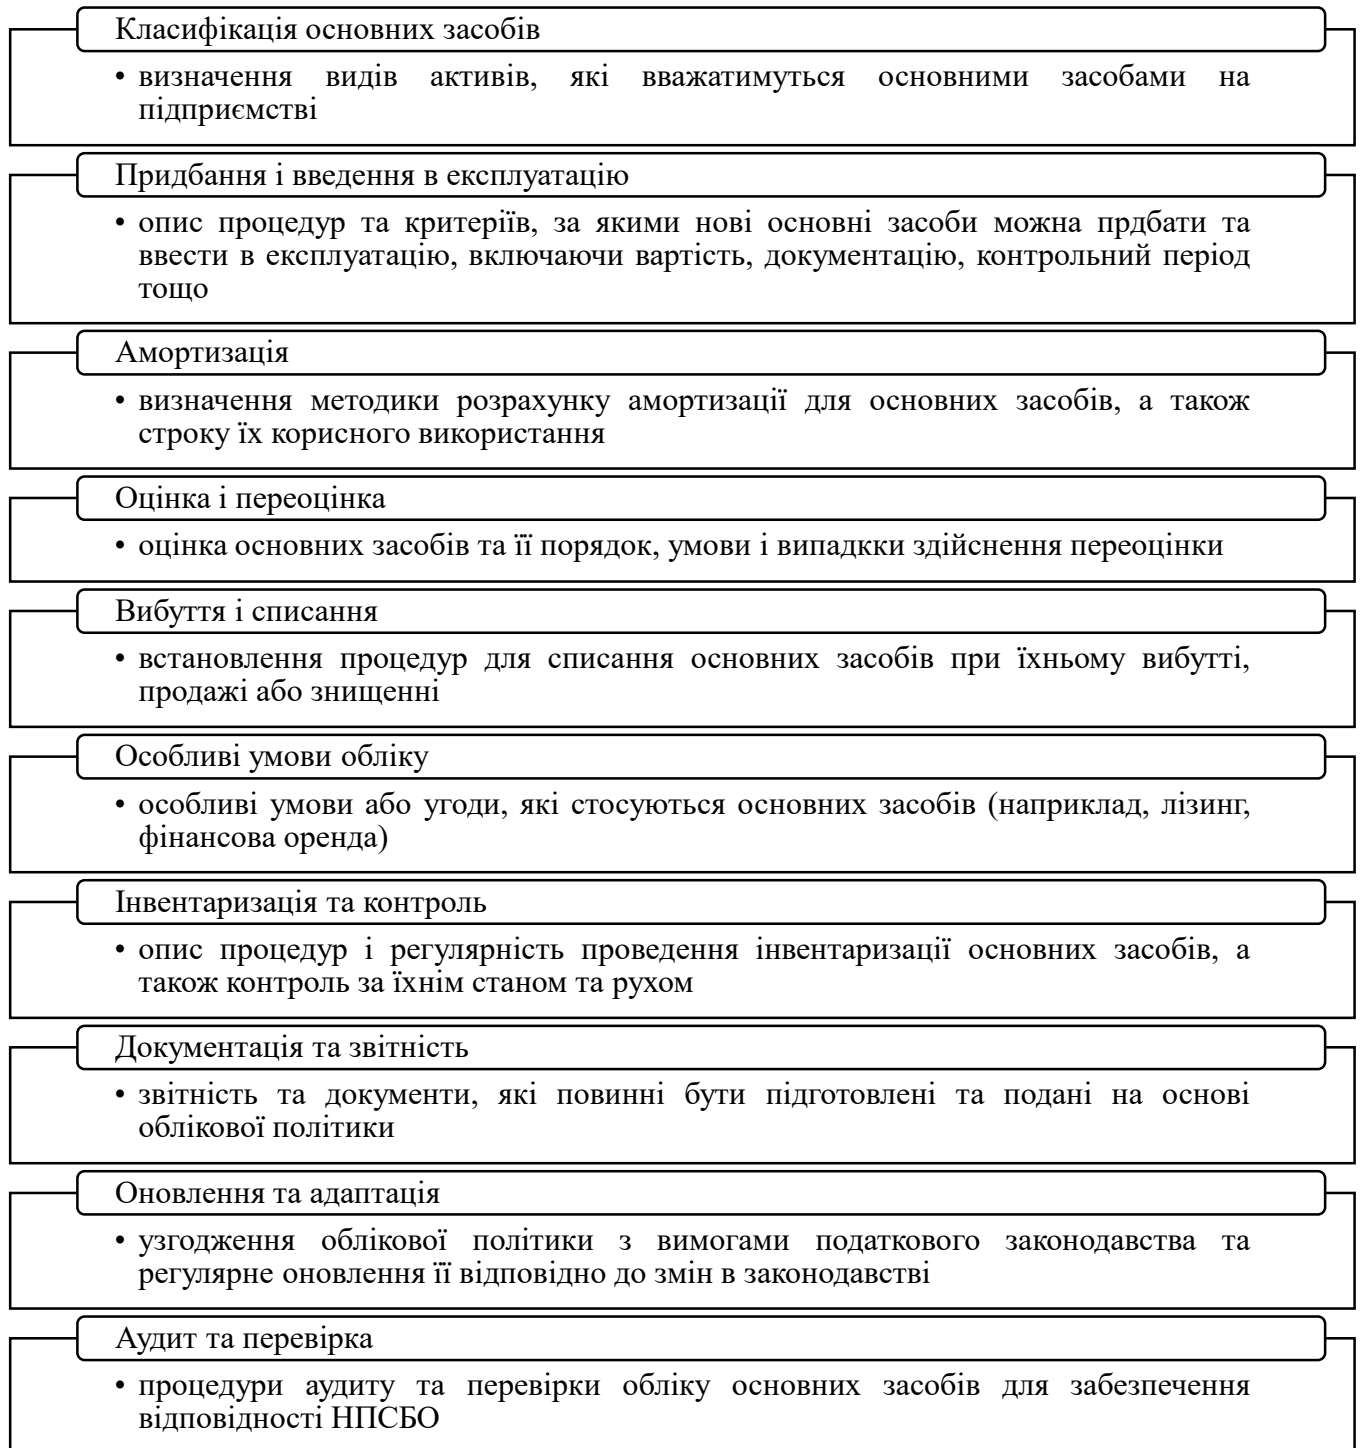 Класифікація основних засобів
• визначення видів активів, які вважатимуться основними засобами на
підприємстві
Придбання і введення в експлуатацію
• опис процедур та критеріїв, за якими нові основні засоби можна прдбати та
ввести в експлуатацію, включаючи вартість, документацію, контрольний період
тощо
Амортизація
• визначення методики розрахунку амортизації для основних засобів, а також
строку їх корисного використання
Оцінка і переоцінка
• оцінка основних засобів та її порядок, умови і випадкки здійснення переоцінки
Вибуття і списання
• встановлення процедур для списання основних засобів при їхньому вибутті,
продажі або знищенні
Особливі умови обліку
• особливі умови або угоди, які стосуються основних засобів (наприклад, лізинг,
фінансова оренда)
Інвентаризація та контроль
• опис процедур і регулярність проведення інвентаризації основних засобів, а
також контроль за їхнім станом та рухом
Документація та звітність
• звітність та документи, які повинні бути підготовлені та подані на основі
облікової політики
Оновлення та адаптація
• узгодження облікової політики з вимогами податкового законодавства та
регулярне оновлення її відповідно до змін в законодавстві
Аудит та перевірка
• процедури аудиту та перевірки обліку основних засобів для забезпечення
відповідності НПСБО